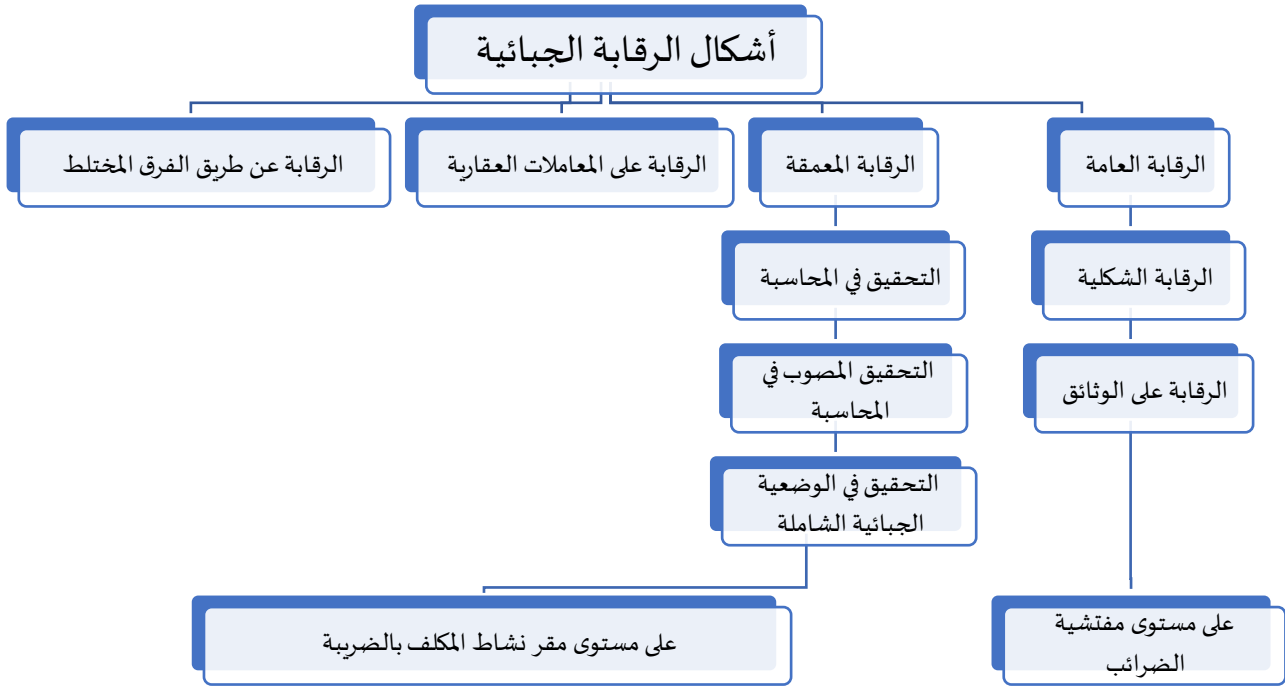 أشكال الرقابة الجبائية
الرقابة العامة
الرقابة المعمقة
الرقابة على المعاملات العقارية
الرقابة عن طريق الفرق المختلط
الرقابة الشكلية
التحقيق في المحاسبة
الرقابة على الوثائق
التحقيق المصوب في
المحاسبة
التحقيق في الوضعية
الجبائية الشاملة
على مستوى مفتشية
الضرائب
على مستوى مقر نشاط المكلف بالضريبة